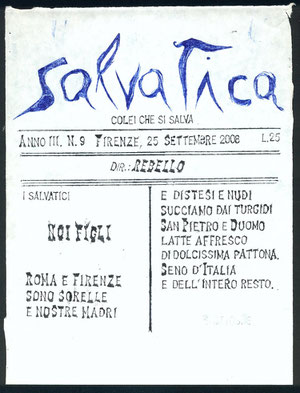 salvaTica
COLEI CHE SI SALVA
ANNO III. N.9 FIRENZE, 25 SETTEMBRE 2008 L.25
DIR.: REBELLO
I SALVATICI
NOI FIGLI
ROMA E FIRENZE
SONO SORELLE
E NOSTRE MADRI
E DISTESI E NUDI
SUCCIAMO DAI TURGIDI
SAN PIETRO E DUOMO
LATTE AFFRESCO
DI DOLCISSIMA PATTONA.
SENO D'ITALIA
E DELL'INTERO RESTO.